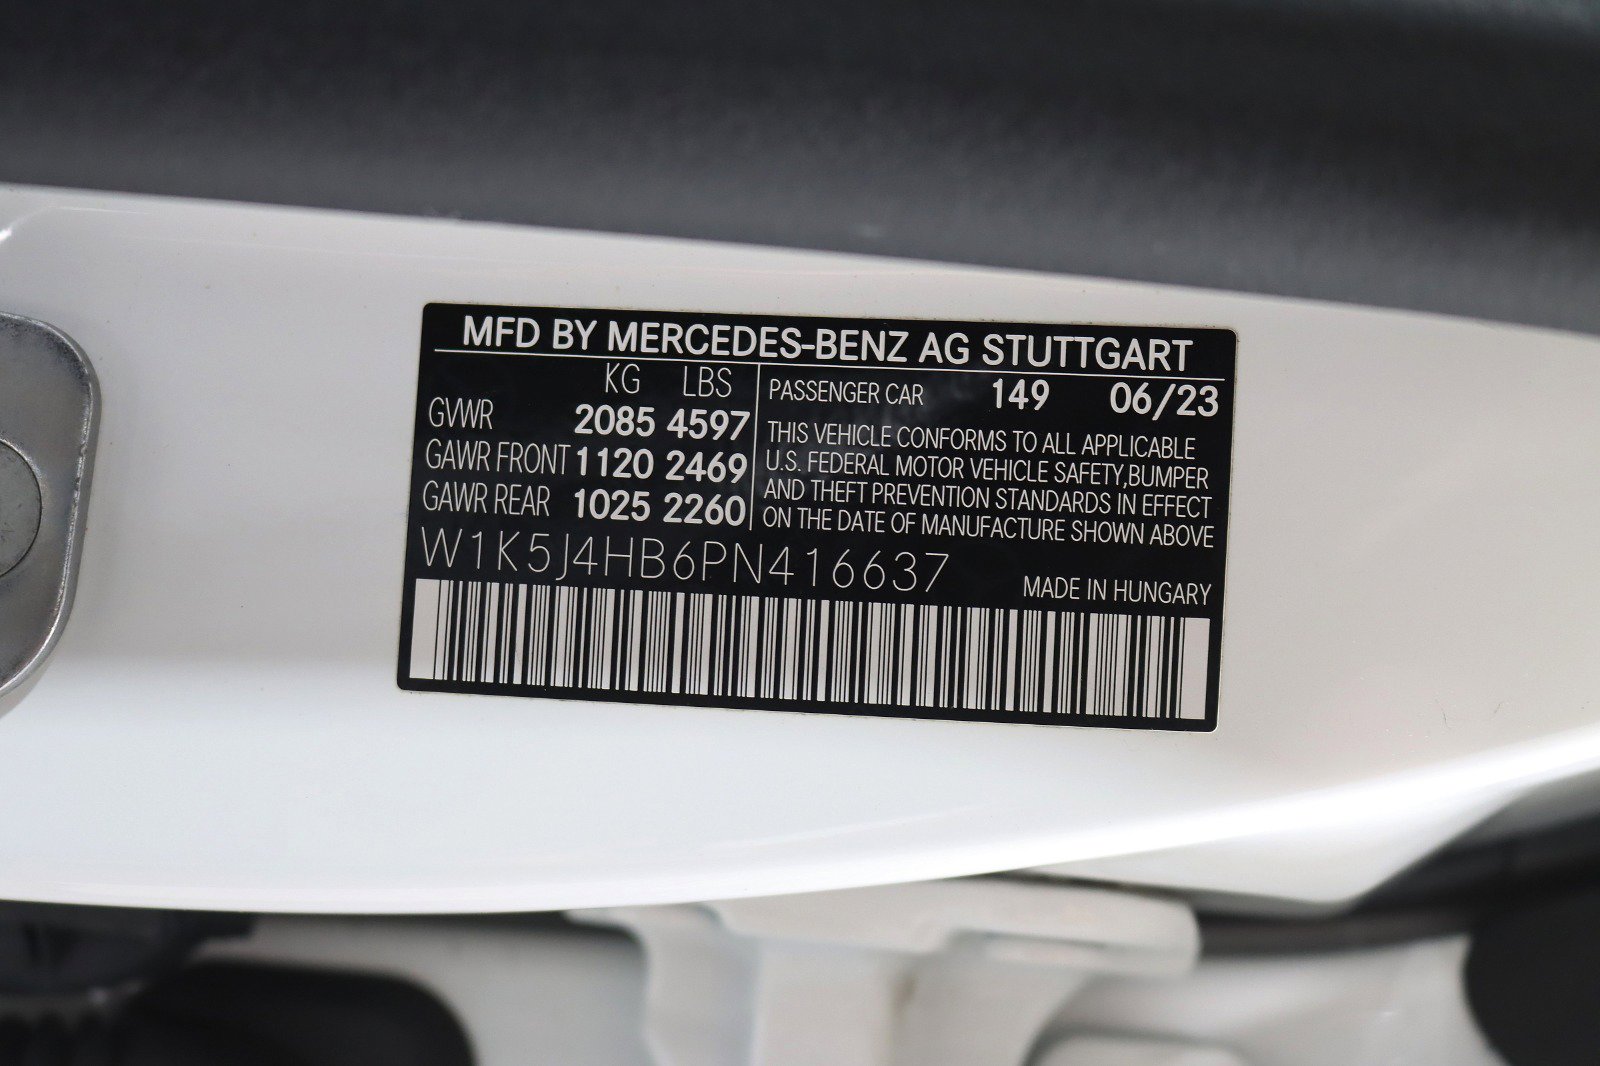 MFD BY MERCEDES-BENZ AG STUTTGART
KG LBS
GVWR 2085 4597
GAWR FRONT 1120 2469
GAWR REAR 1025 2260
PASSENGER CAR 149 06/23
THIS VEHICLE CONFORMS TO ALL APPLICABLE
U.S. FEDERAL MOTOR VEHICLE SAFETY,BUMPER
AND THEFT PREVENTION STANDARDS IN EFFECT
ON THE DATE OF MANUFACTURE SHOWN ABOVE
W1K5J4HB6PN416637
MADE IN HUNGARY